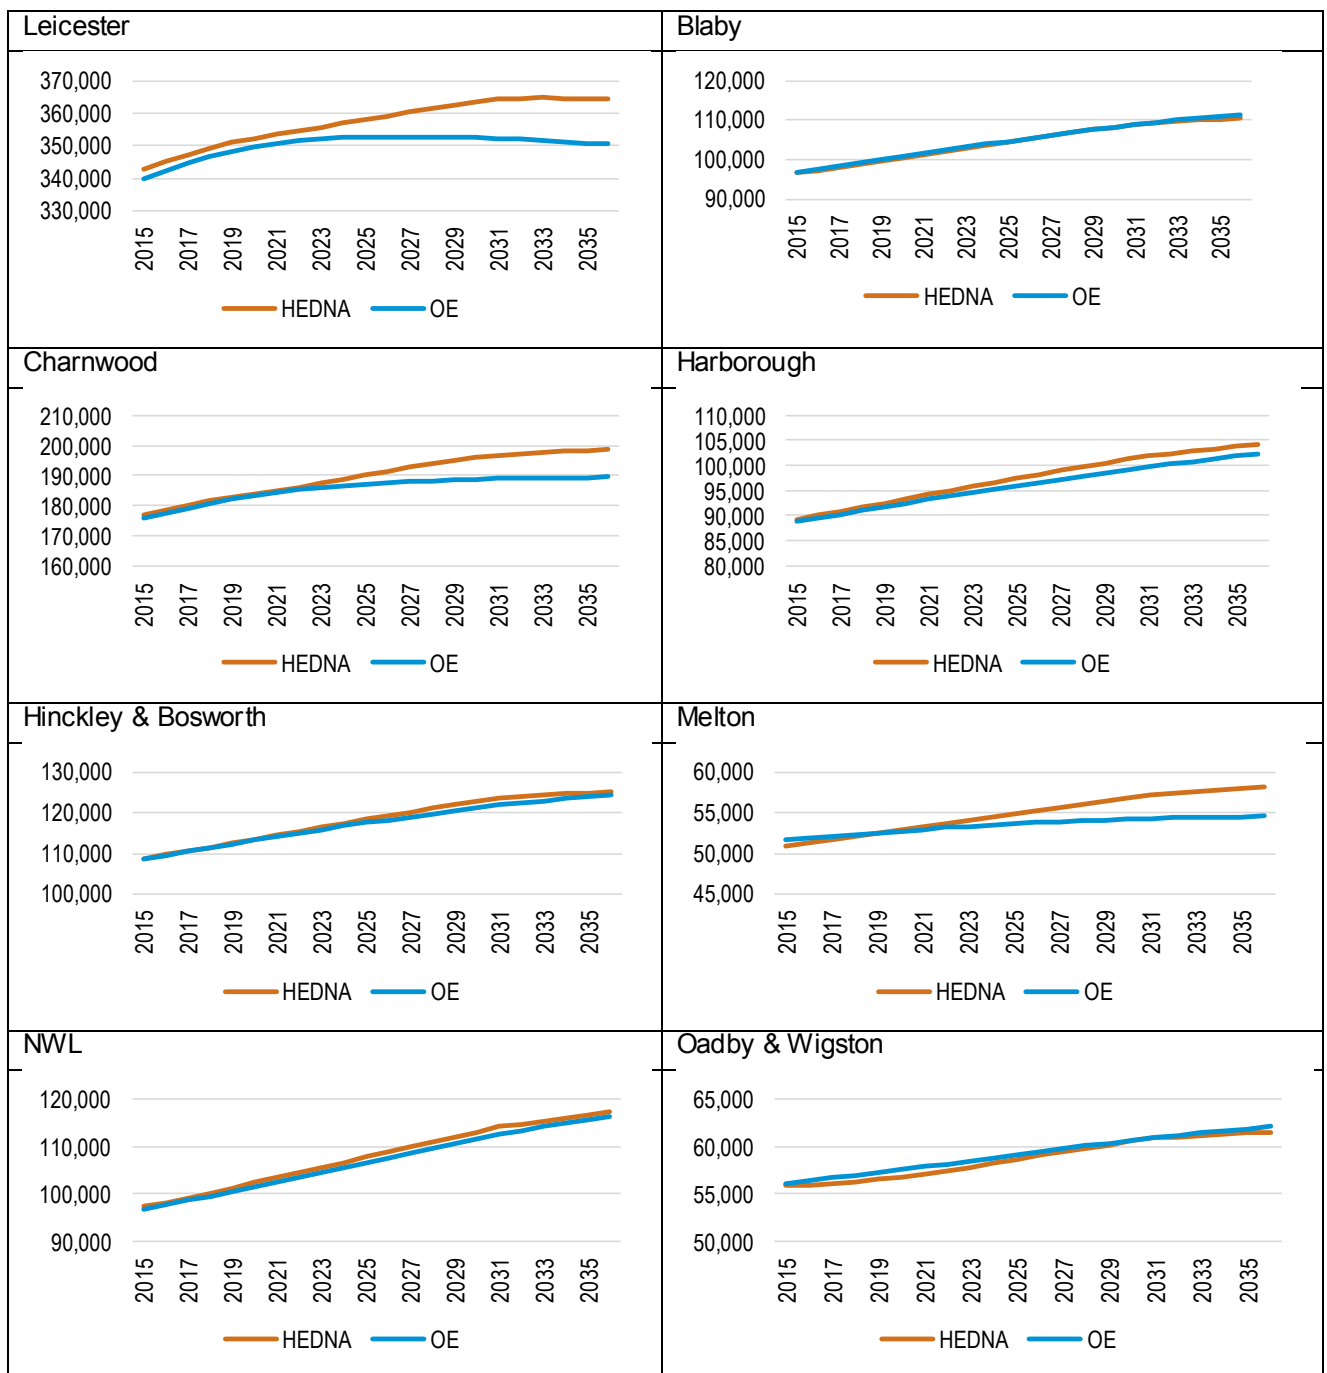 Leicester
370,000
360,000
350,000
340,000
330,000
2015 2017 2019 2021 2023 2025 2027 2029 2031 2033 2035
HEDNA OE
Blaby
120,000
110,000
100,000
90,000
2015 2017 2019 2021 2023 2025 2027 2029 2031 2033 2035
HEDNA OE
Charnwood
210,000
200,000
190,000
180,000
170,000
160,000
2015 2017 2019 2021 2023 2025 2027 2029 2031 2033 2035
HEDNA OE
Harborough
110,000
105,000
100,000
95,000
90,000
85,000
80,000
2015 2017 2019 2021 2023 2025 2027 2029 2031 2033 2035
HEDNA OE
Hinckley & Bosworth
130,000
120,000
110,000
100,000
2015 2017 2019 2021 2023 2025 2027 2029 2031 2033 2035
HEDNA OE
Melton
60,000
55,000
50,000
45,000
2015 2017 2019 2021 2023 2025 2027 2029 2031 2033 2035
HEDNA OE
NWL
120,000
110,000
100,000
90,000
2015 2017 2019 2021 2023 2025 2027 2029 2031 2033 2035
HEDNA OE
Oadby & Wigston
65,000
60,000
55,000
50,000
2015 2017 2019 2021 2023 2025 2027 2029 2031 2033 2035
HEDNA OE